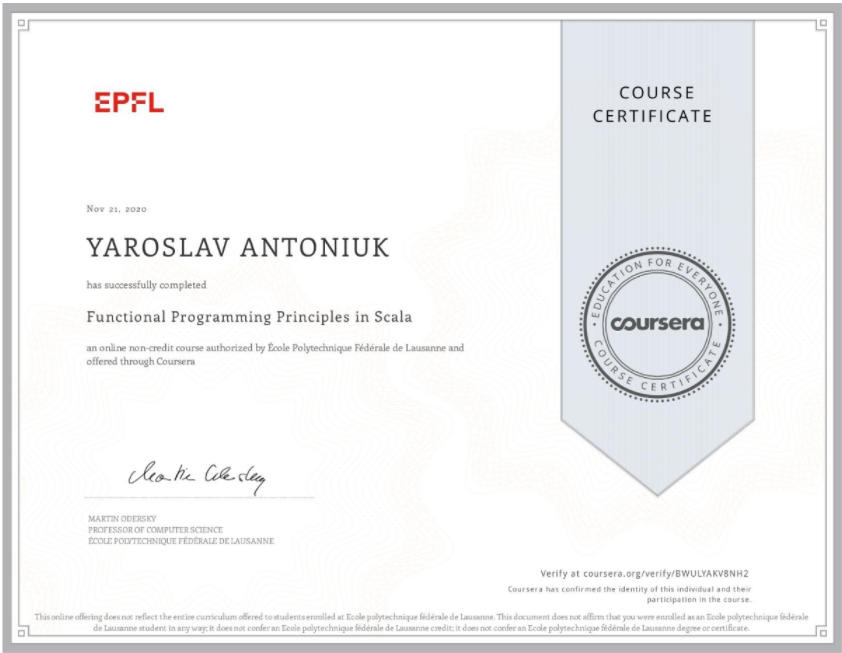 EPFL
COURSE
CERTIFICATE
Nov 21, 2020
YAROSLAV ANTONIUK
has successfully completed
Functional Programming Principles in Scala
an online non-credit course authorized by École Polytechnique Fédérale de Lausanne and
offered through Coursera
EDUCATION FOR EVERYONE
coursera
COURSE CERTIFICATE
MARTIN ODERSKY
PROFESSOR OF COMPUTER SCIENCE
ÉCOLE POLYTECHNIQUE FÉDÉRALE DE LAUSANNE
Verify at coursera.org/verify/BWULYAKV8NH2
Coursera has confirmed the identity of this individual and their
participation in the course.
This online offering does not reflect the entire curriculum offered to students enrolled at Ecole polytechnique fédérale de Lausanne. This document does not affirm that you were enrolled as an Ecole polytechnique fédérale
de Lausanne student in any way; it does not confer an Ecole polytechnique fédérale de Lausanne credit; it does not confer an Ecole polytechnique fédérale de Lausanne degree or certificate.